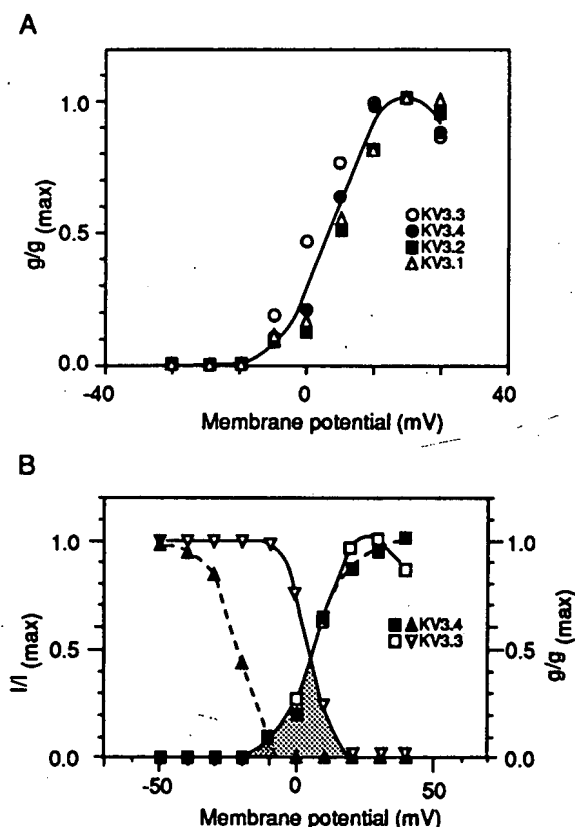 A
g/g (max)
1.0
0.5
0.0
KV3.3
KV3.4
KV3.2
KV3.1
-40
0
40
Membrane potential (mV)
B
I/I (max)
g/g (max)
1.0
0.5
0.0
KV3.4
KV3.3
1.0
0.5
0.0
-50
0
50
Membrane potential (mV)